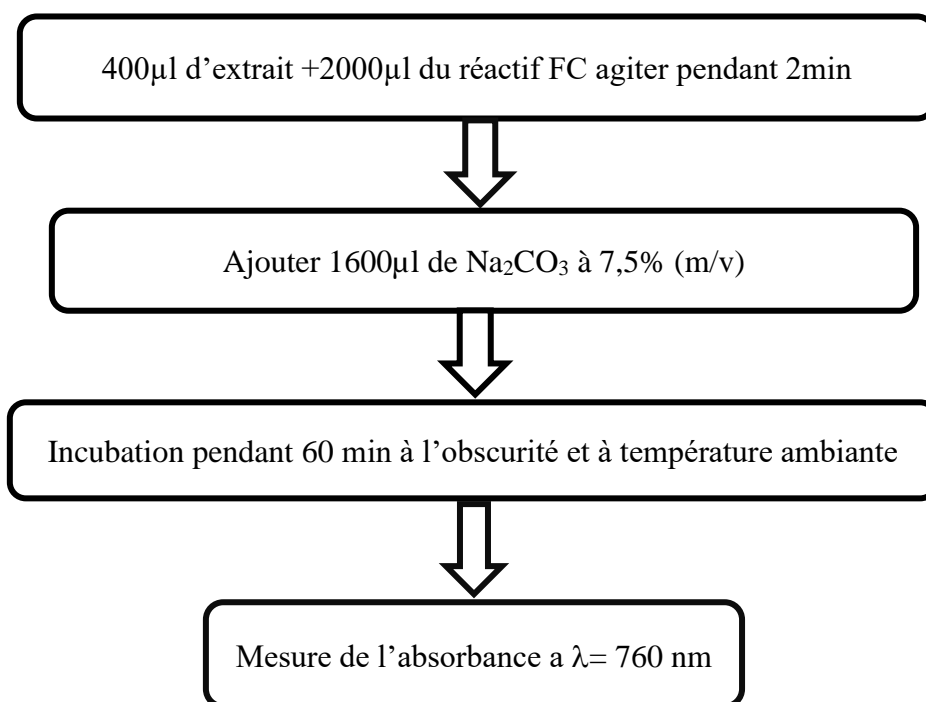 400µl d’extrait +2000µl du réactif FC agiter pendant 2min
Ajouter 1600µl de Na₂CO₃ à 7,5% (m/v)
Incubation pendant 60 min à l’obscurité et à température ambiante
Mesure de l’absorbance a λ= 760 nm